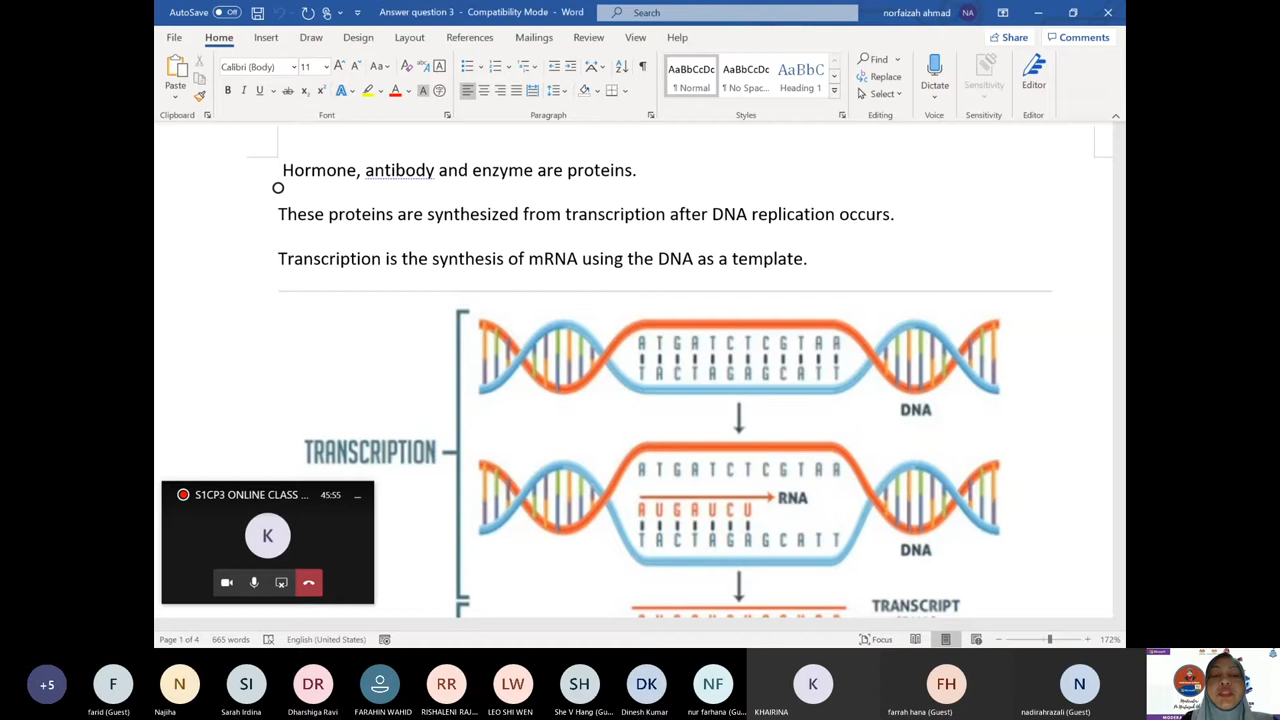 AutoSave Off Answer question 3 - Compatibility Mode - Word Search norfaizah ahmad NA
File Home Insert Draw Design Layout References Mailings Review View Help Share Comments
Calibri (Body) 11 Aa A A
AaBbCcDc AaBbCcDc AaBbC
Find
Replace
Select
Paste
B I U ab x₂ x² A A A
¶ Normal ¶ No Spac... Heading 1
Dictate Sensitivity Editor
Clipboard Font Paragraph Styles Editing Voice Sensitivity Editor
Hormone, antibody and enzyme are proteins.
These proteins are synthesized from transcription after DNA replication occurs.
Transcription is the synthesis of mRNA using the DNA as a template.
A T G A T C T C G T A A
T A C T A G A G C A T T
DNA
TRANSCRIPTION
A T G A T C T C G T A A
RNA
A U G A U C U
T A C T A G A G C A T T
DNA
TRANSCRIPT
S1CP3 ONLINE CLASS ... 45:55
K
Page 1 of 4 665 words English (United States) Focus 172%
+5 F N SI DR RR LW SH DK NF K FH N
farid (Guest) Najiha Sarah Irdina Dharshiga Ravi FARAHIN WAHID RISHALENI RAJ... LEO SHI WEN She V Hang (Gu... Dinesh Kumar nur farhana (Gu... KHAIRINA farrah hana (Guest) nadirahrazali (Guest)